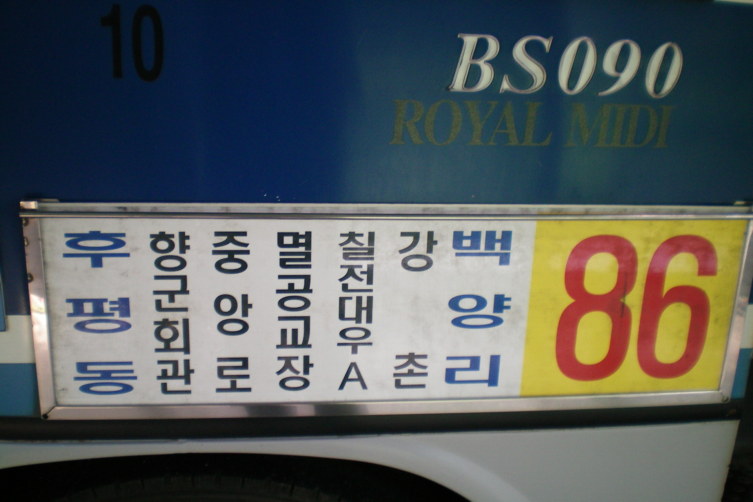 10
BS090
ROYAL MIDI
후평동
향군회관
중앙로
멸공교장
칠전대우A
강촌
백양리
86